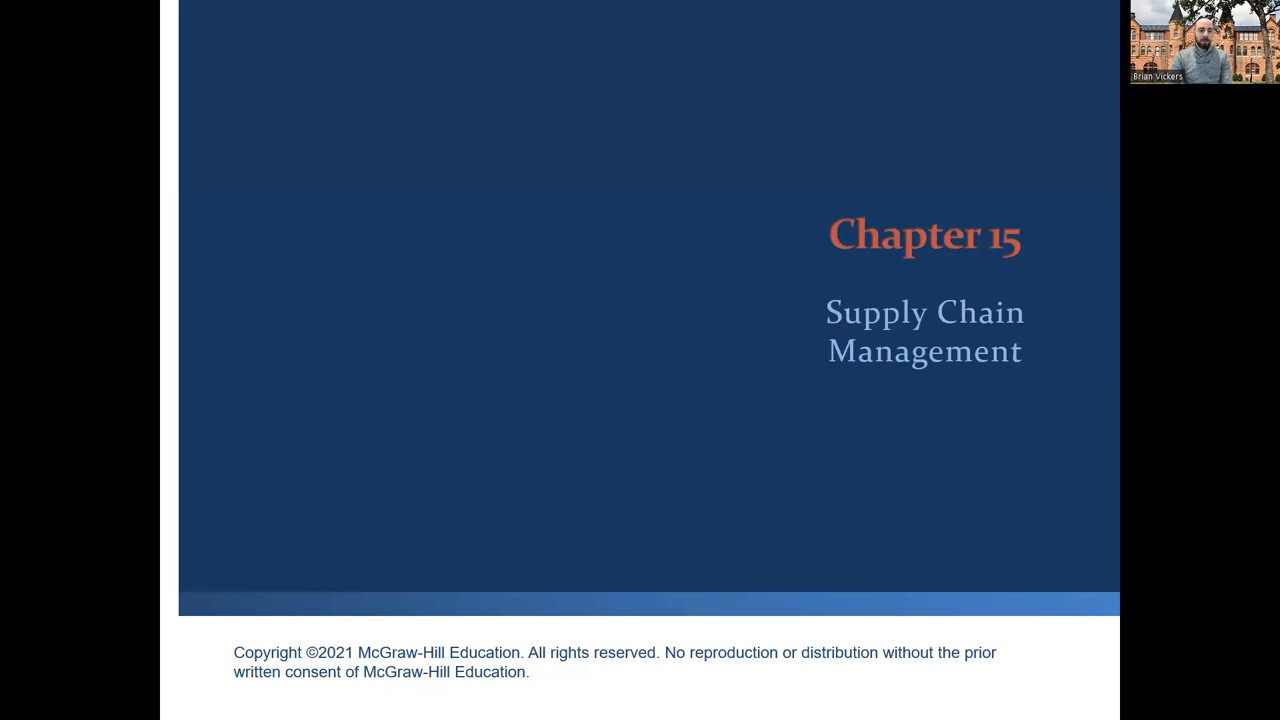 Brian Vickers
Chapter 15
Supply Chain
Management
Copyright ©2021 McGraw-Hill Education. All rights reserved. No reproduction or distribution without the prior
written consent of McGraw-Hill Education.